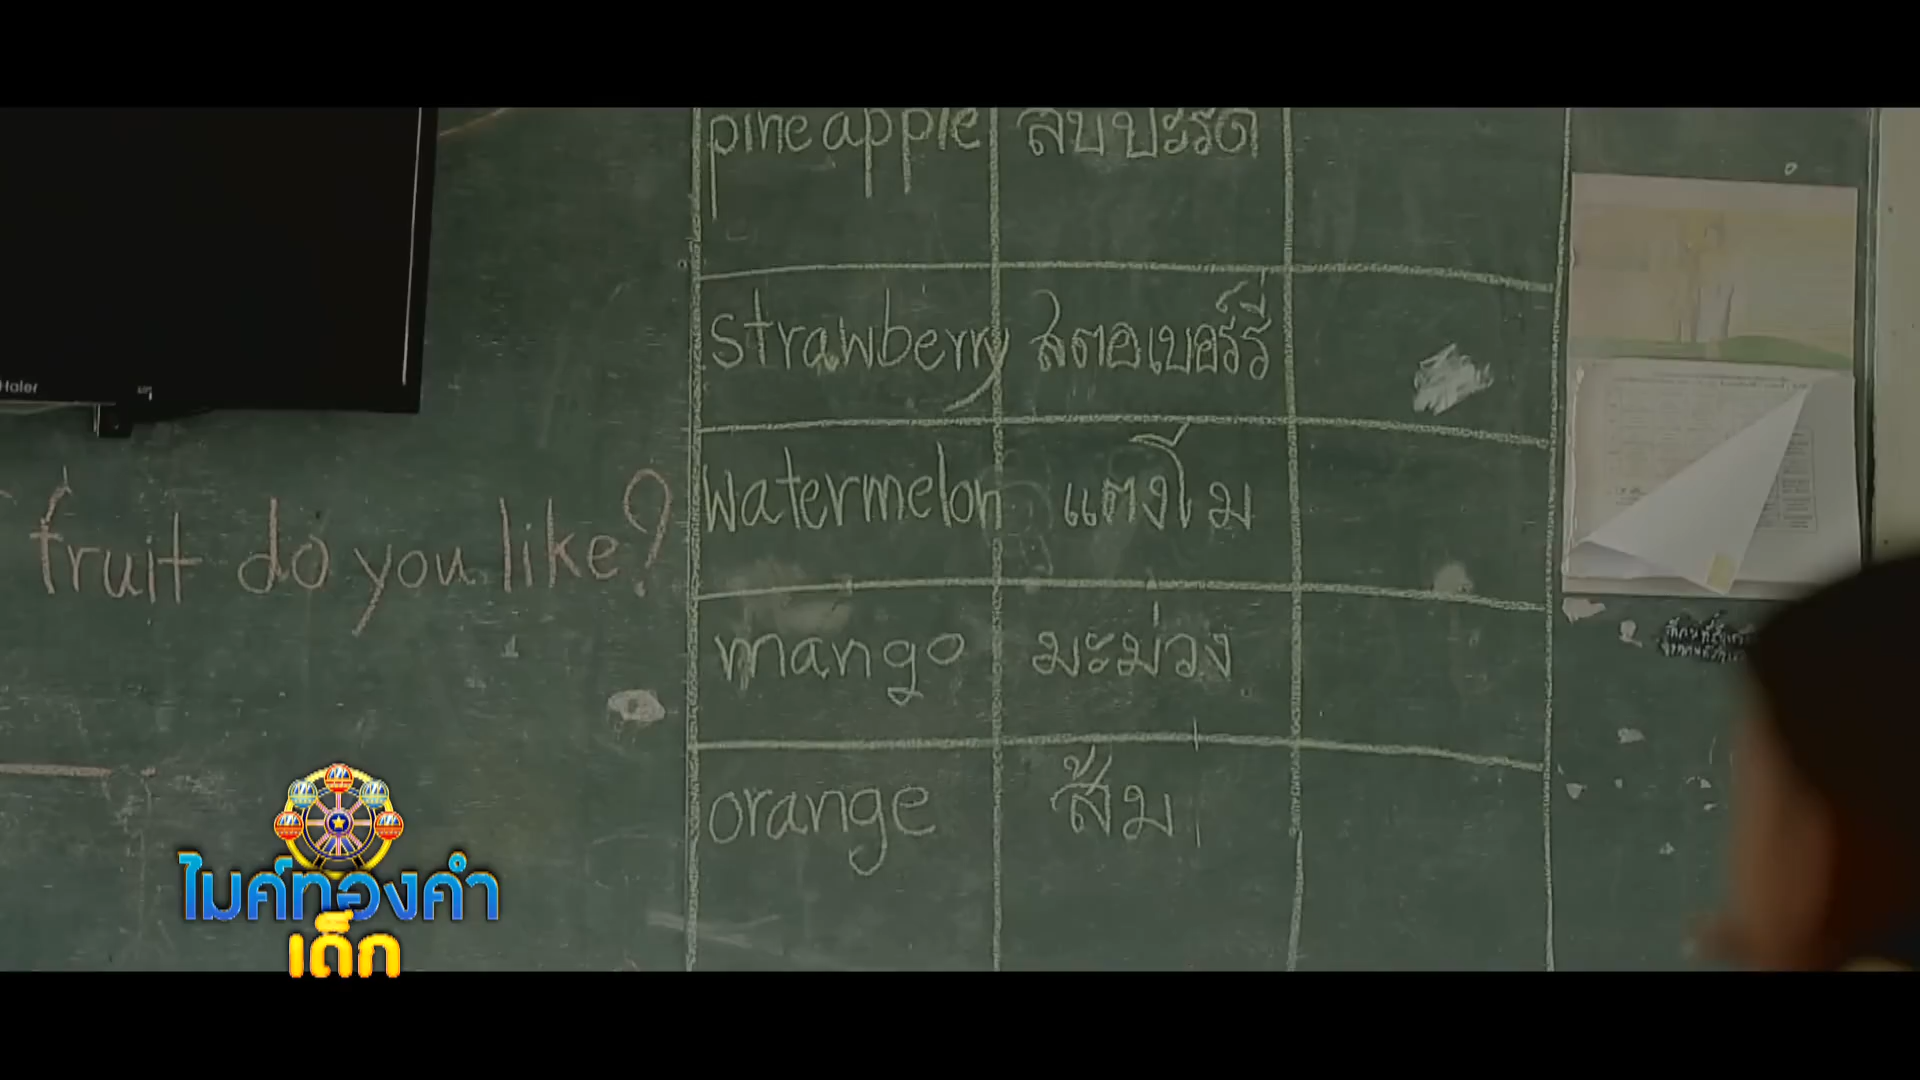 pineapple สับปะรด
strawberry สตอเบอร์รี่
watermelon แตงโม
fruit do you like?
mango มะม่วง
orange ส้ม
Haier
ไมค์ทองคำ
เด็ก